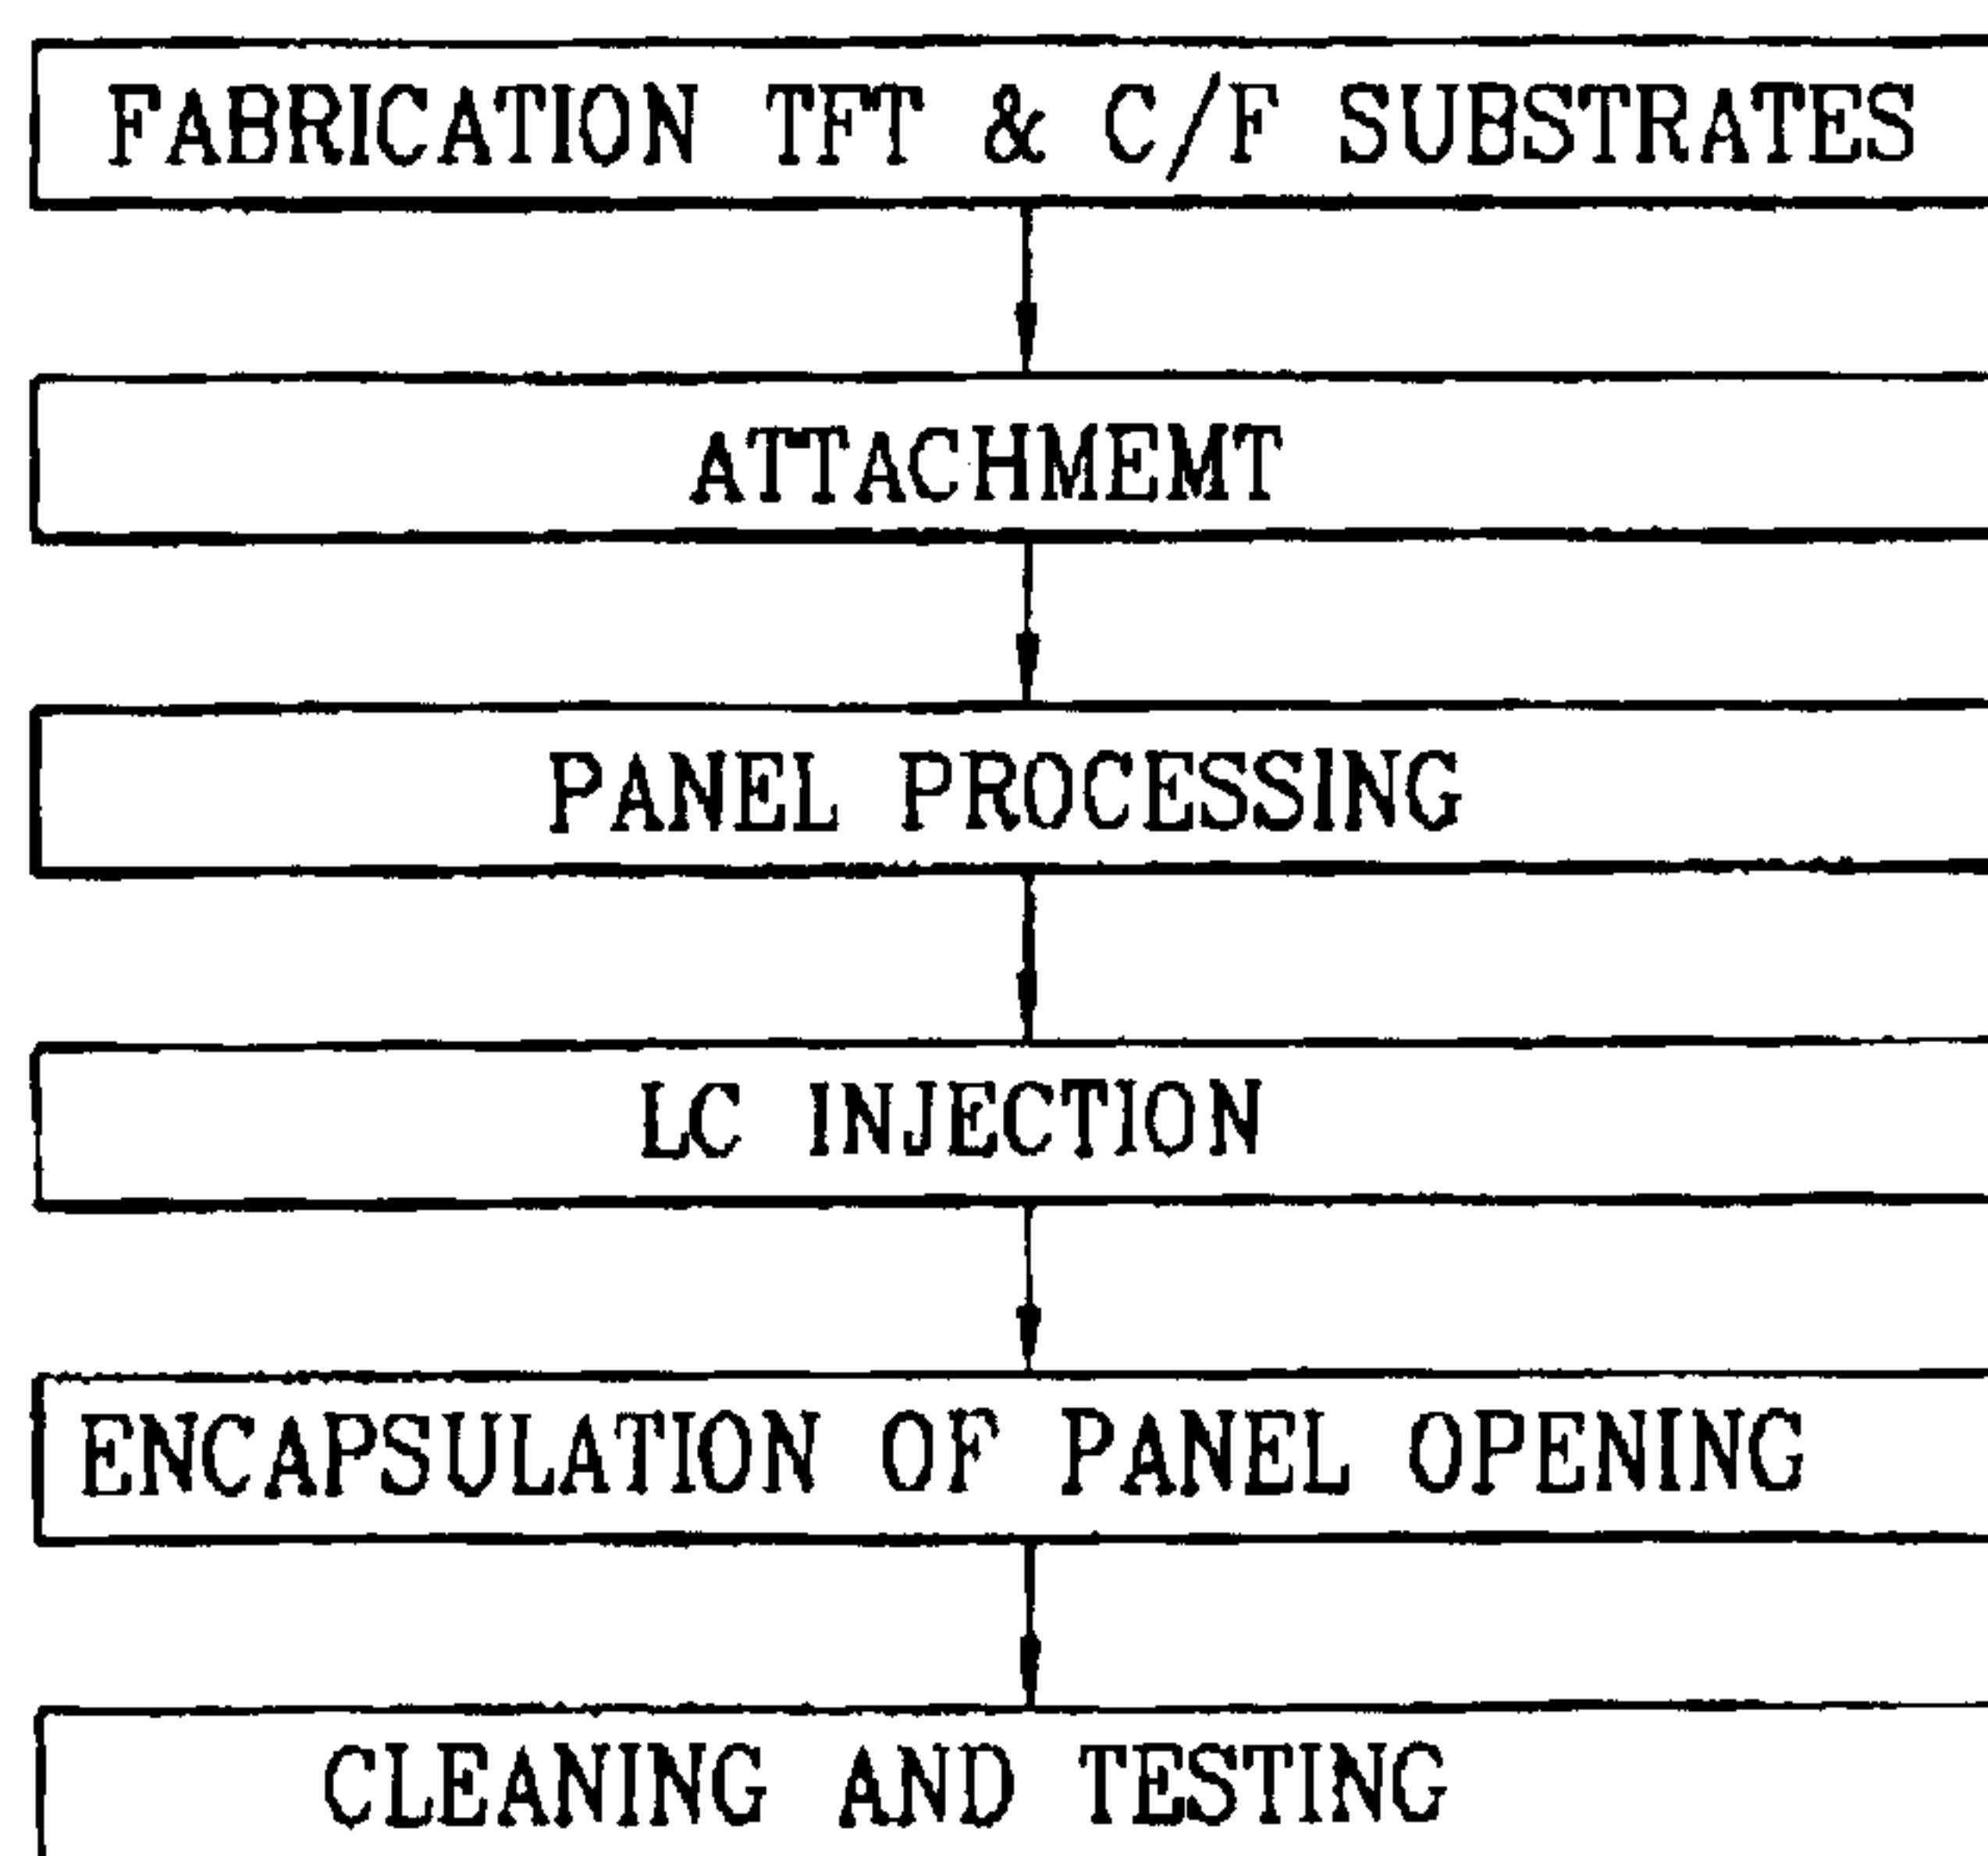 FABRICATION TFT & C/F SUBSTRATES
ATTACHMEMT
PANEL PROCESSING
LC INJECTION
ENCAPSULATION OF PANEL OPENING
CLEANING AND TESTING